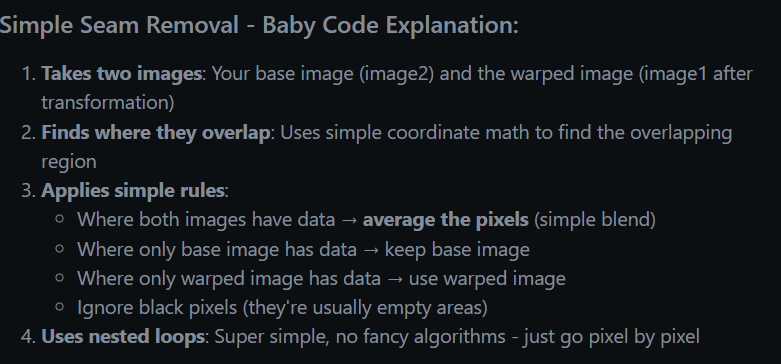 Simple Seam Removal - Baby Code Explanation:
1. Takes two images: Your base image (image2) and the warped image (image1 after
transformation)
2. Finds where they overlap: Uses simple coordinate math to find the overlapping
region
3. Applies simple rules:
○ Where both images have data → average the pixels (simple blend)
○ Where only base image has data → keep base image
○ Where only warped image has data → use warped image
○ Ignore black pixels (they're usually empty areas)
4. Uses nested loops: Super simple, no fancy algorithms - just go pixel by pixel